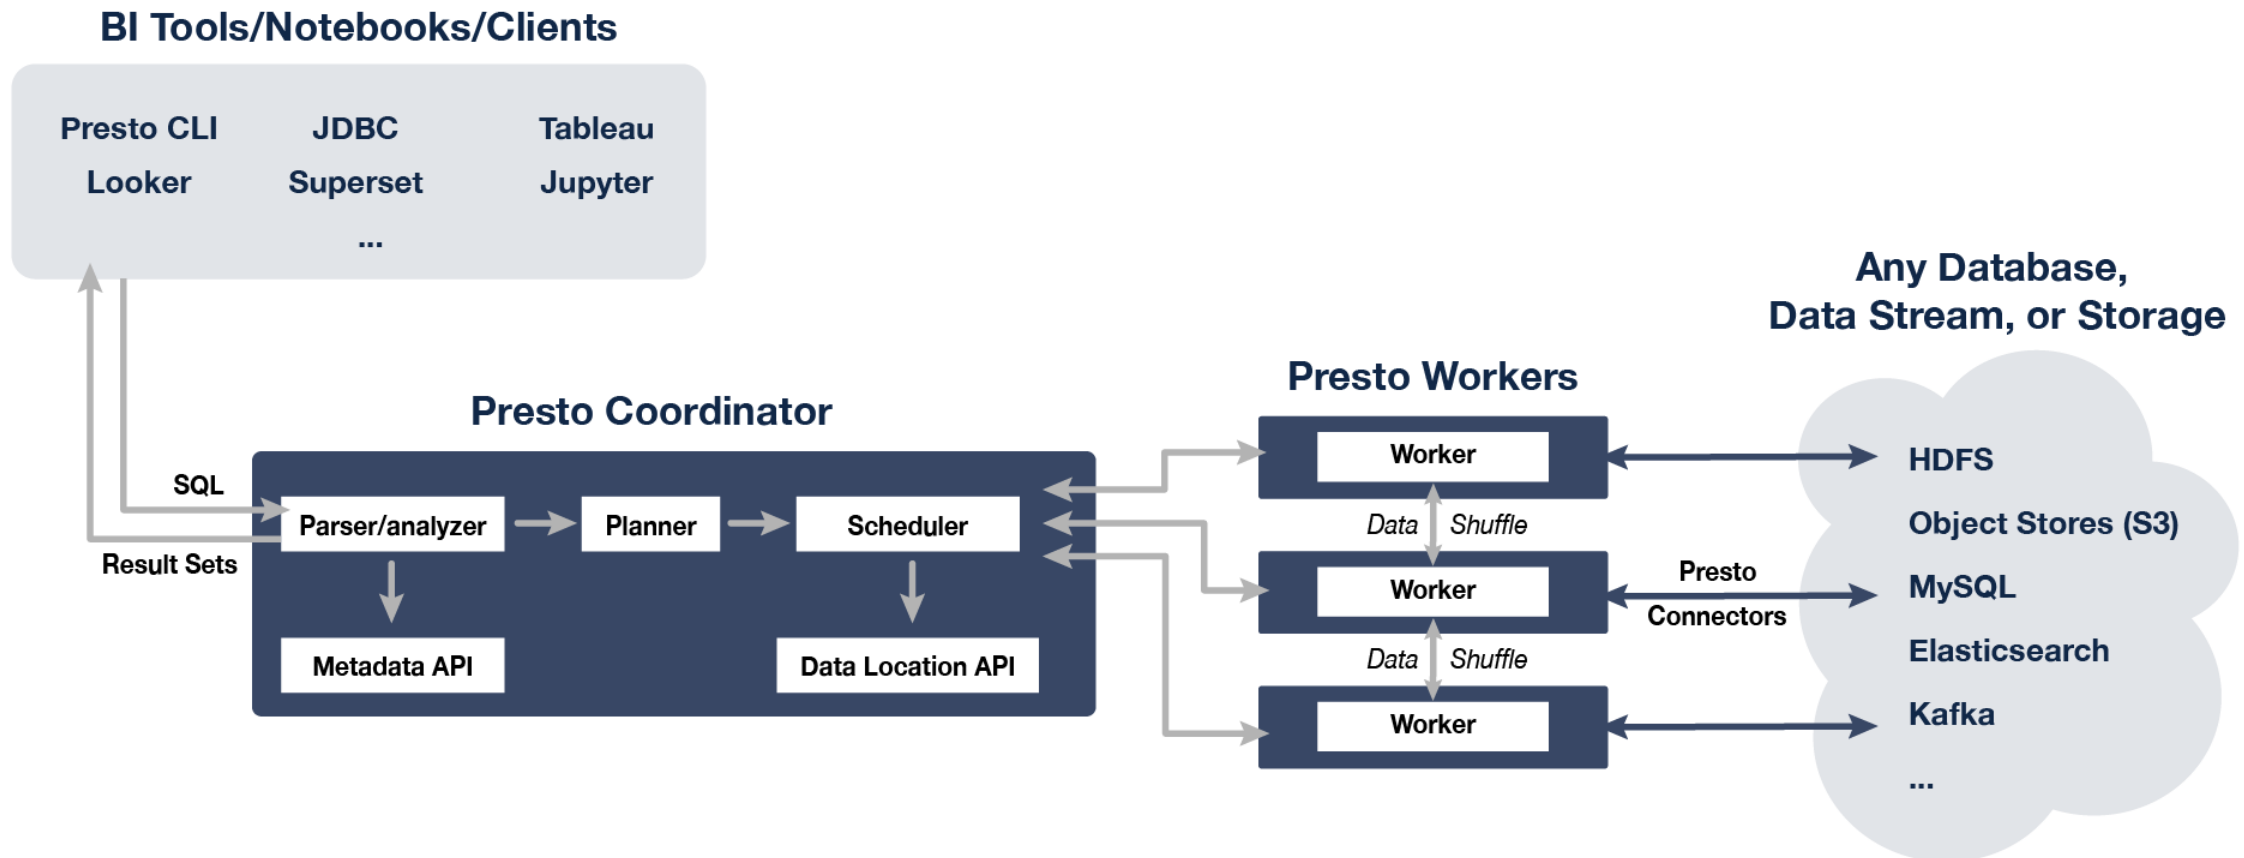 BI Tools/Notebooks/Clients
Presto CLI JDBC Tableau
Looker Superset Jupyter
...
SQL
Result Sets
Presto Coordinator
Parser/analyzer Planner Scheduler
Metadata API Data Location API
Presto Workers
Worker
Data Shuffle
Worker
Data Shuffle
Worker
Presto
Connectors
Any Database,
Data Stream, or Storage
HDFS
Object Stores (S3)
MySQL
Elasticsearch
Kafka
...